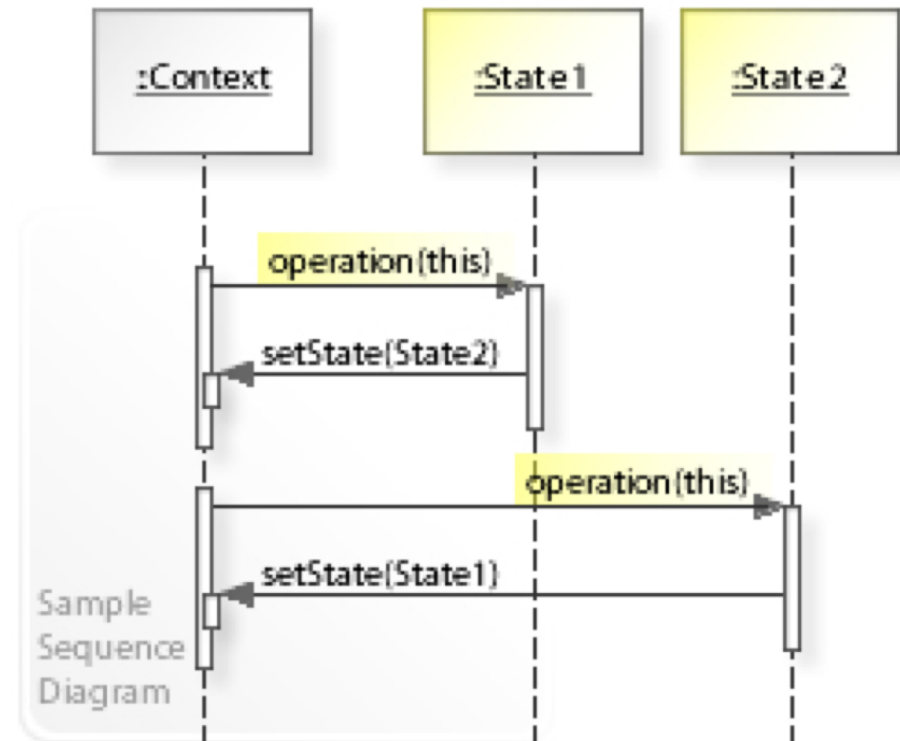 :Context
:State1
:State2
operation(this)
setState(State2)
operation(this)
setState(State1)
Sample
Sequence
Diagram